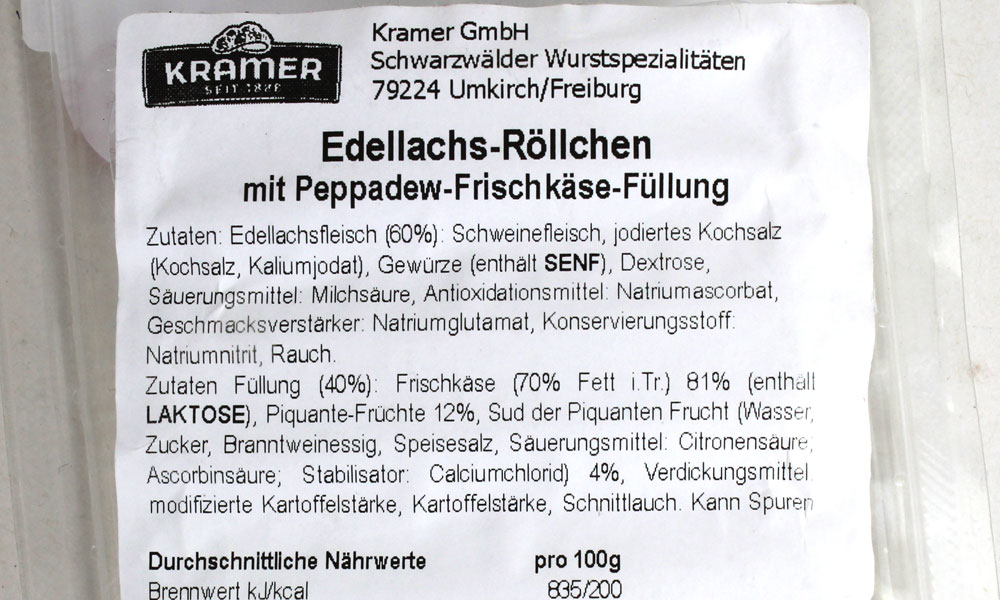 KRAMER
SEIT 1826
Kramer GmbH
Schwarzwälder Wurstspezialitäten
79224 Umkirch/Freiburg
Edellachs-Röllchen
mit Peppadew-Frischkäse-Füllung
Zutaten: Edellachsfleisch (60%): Schweinefleisch, jodiertes Kochsalz
(Kochsalz, Kaliumjodat), Gewürze (enthält SENF), Dextrose,
Säuerungsmittel: Milchsäure, Antioxidationsmittel: Natriumascorbat,
Geschmacksverstärker: Natriumglutamat, Konservierungsstoff:
Natriumnitrit, Rauch.
Zutaten Füllung (40%): Frischkäse (70% Fett i.Tr.) 81% (enthält
LAKTOSE), Piquante-Früchte 12%, Sud der Piquanten Frucht (Wasser,
Zucker, Branntweinessig, Speisesalz, Säuerungsmittel: Citronensäure,
Ascorbinsäure; Stabilisator: Calciumchlorid) 4%, Verdickungsmittel
modifizierte Kartoffelstärke, Kartoffelstärke, Schnittlauch. Kann Spuren
Durchschnittliche Nährwerte pro 100g
Brennwert kJ/kcal 835/200